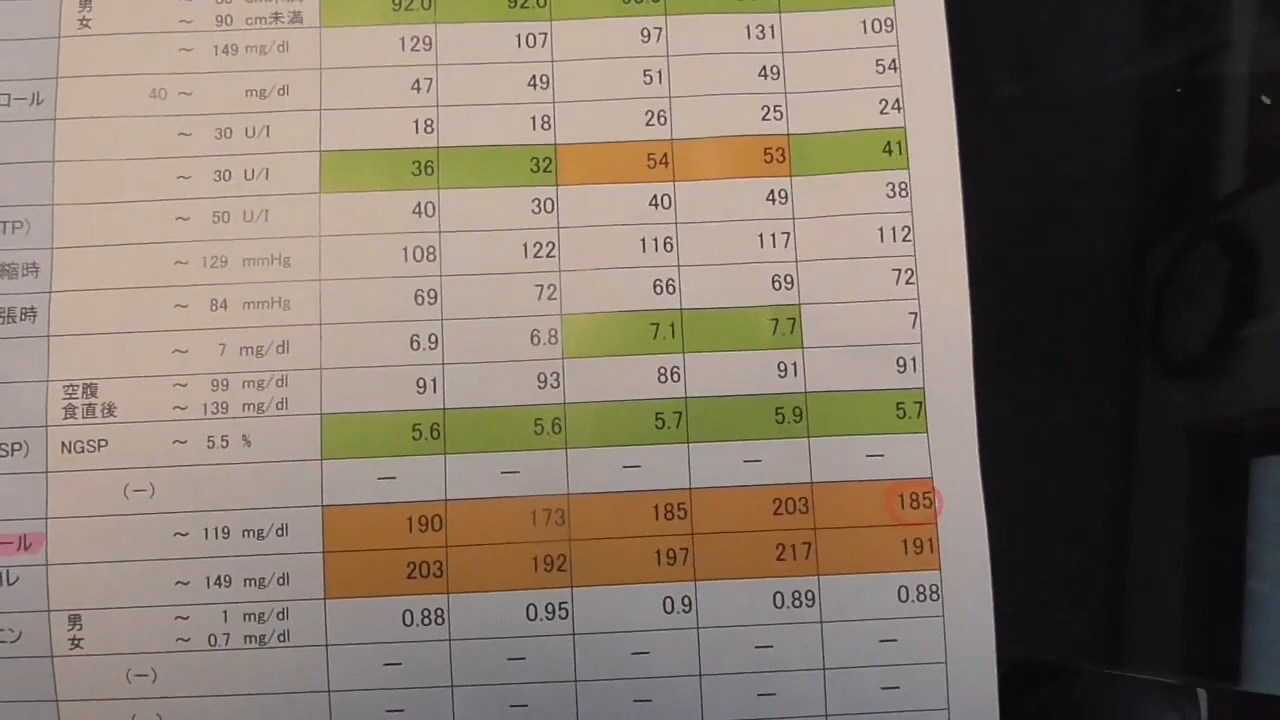 男 cm未満 92.0 92.0
女 ～ 90 cm未満
～ 149 mg/dl 129 107 97 131 109
コール 40 ～ mg/dl 47 49 51 49 54
～ 30 U/l 18 18 26 25 24
～ 30 U/l 36 32 54 53 41
TP) ～ 50 U/l 40 30 40 49 38
縮時 ～ 129 mmHg 108 122 116 117 112
張時 ～ 84 mmHg 69 72 66 69 72
～ 7 mg/dl 6.9 6.8 7.1 7.7 7
空腹 ～ 99 mg/dl 91 93 86 91 91
食直後 ～ 139 mg/dl
SP) NGSP ～ 5.5 % 5.6 5.6 5.7 5.9 5.7
(－) － － － － －
ール ～ 119 mg/dl 190 173 185 203 185
レ ～ 149 mg/dl 203 192 197 217 191
ニン 男 ～ 1 mg/dl 0.88 0.95 0.9 0.89 0.88
女 ～ 0.7 mg/dl
(－) － － － － －
－ － － － －